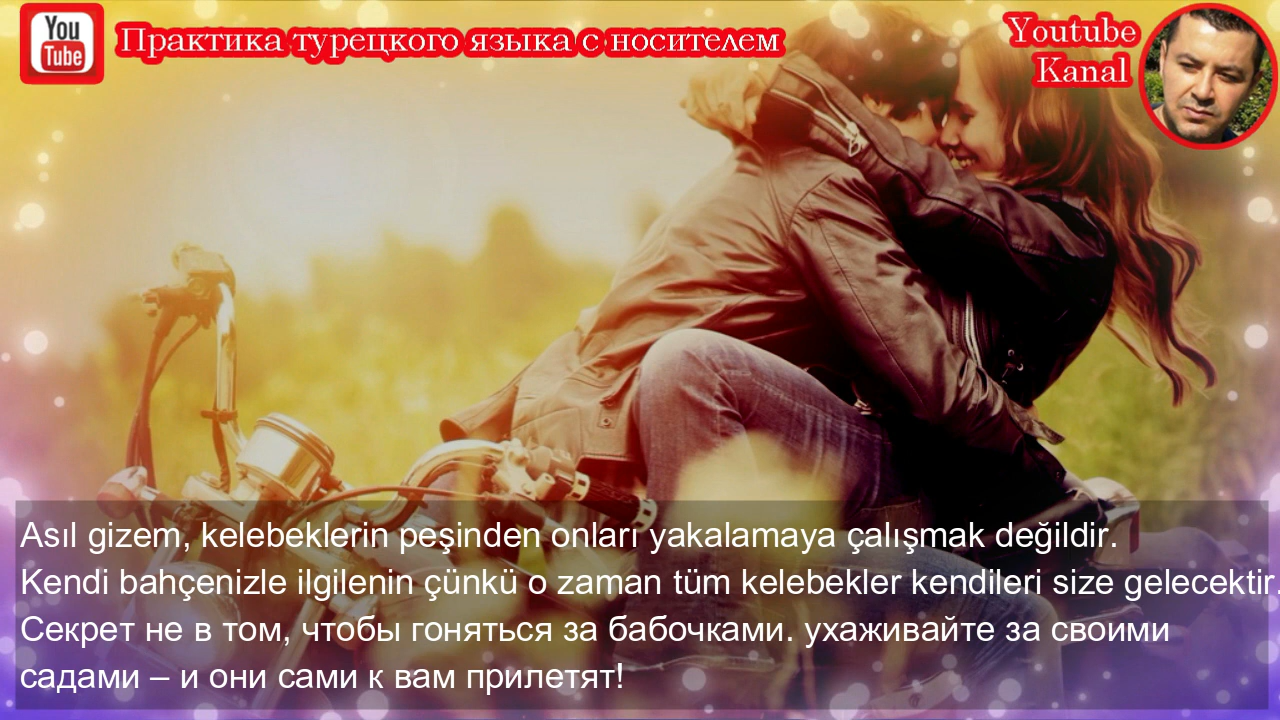 You
Tube
Практика турецкого языка с носителем
Youtube
Kanal
Asıl gizem, kelebeklerin peşinden onları yakalamaya çalışmak değildir.
Kendi bahçenizle ilgilenin çünkü o zaman tüm kelebekler kendileri size gelecektir.
Секрет не в том, чтобы гоняться за бабочками. ухаживайте за своими
садами – и они сами к вам прилетят!